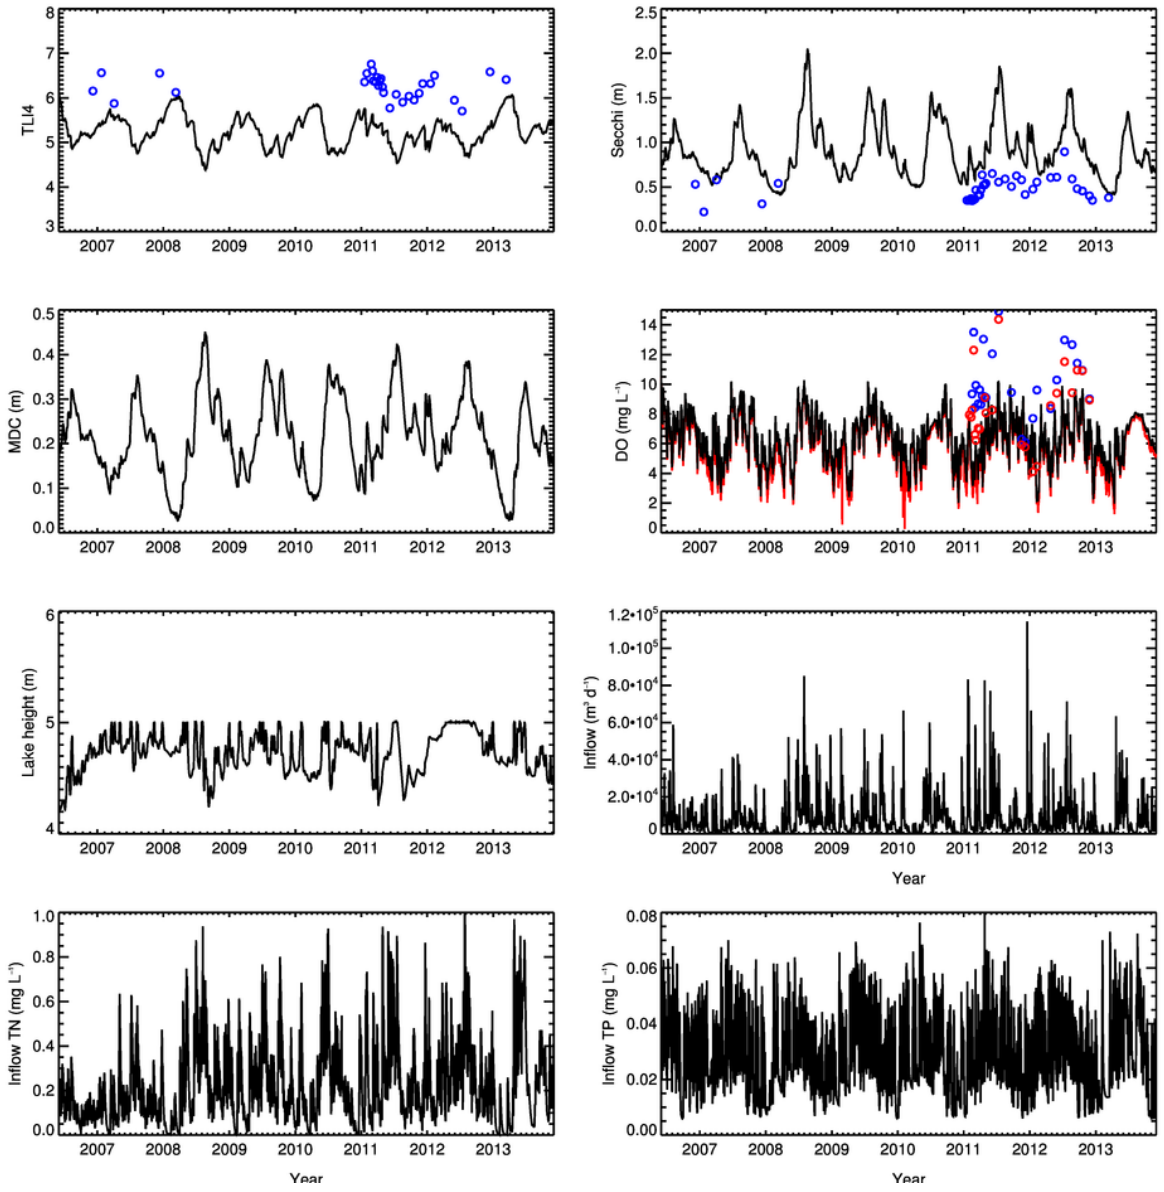 8
7
6
5
4
3
TLI4
2007 2008 2009 2010 2011 2012 2013
2.5
2.0
1.5
1.0
0.5
0.0
Secchi (m)
2007 2008 2009 2010 2011 2012 2013
0.5
0.4
0.3
0.2
0.1
0.0
MDC (m)
2007 2008 2009 2010 2011 2012 2013
14
12
10
8
6
4
2
0
DO (mg L⁻¹)
2007 2008 2009 2010 2011 2012 2013
6
5
4
Lake height (m)
2007 2008 2009 2010 2011 2012 2013
1.2•10⁵
1.0•10⁵
8.0•10⁴
6.0•10⁴
4.0•10⁴
2.0•10⁴
0
Inflow (m³ d⁻¹)
2007 2008 2009 2010 2011 2012 2013
Year
1.0
0.8
0.6
0.4
0.2
0.0
Inflow TN (mg L⁻¹)
2007 2008 2009 2010 2011 2012 2013
Year
0.08
0.06
0.04
0.02
0.00
Inflow TP (mg L⁻¹)
2007 2008 2009 2010 2011 2012 2013
Year